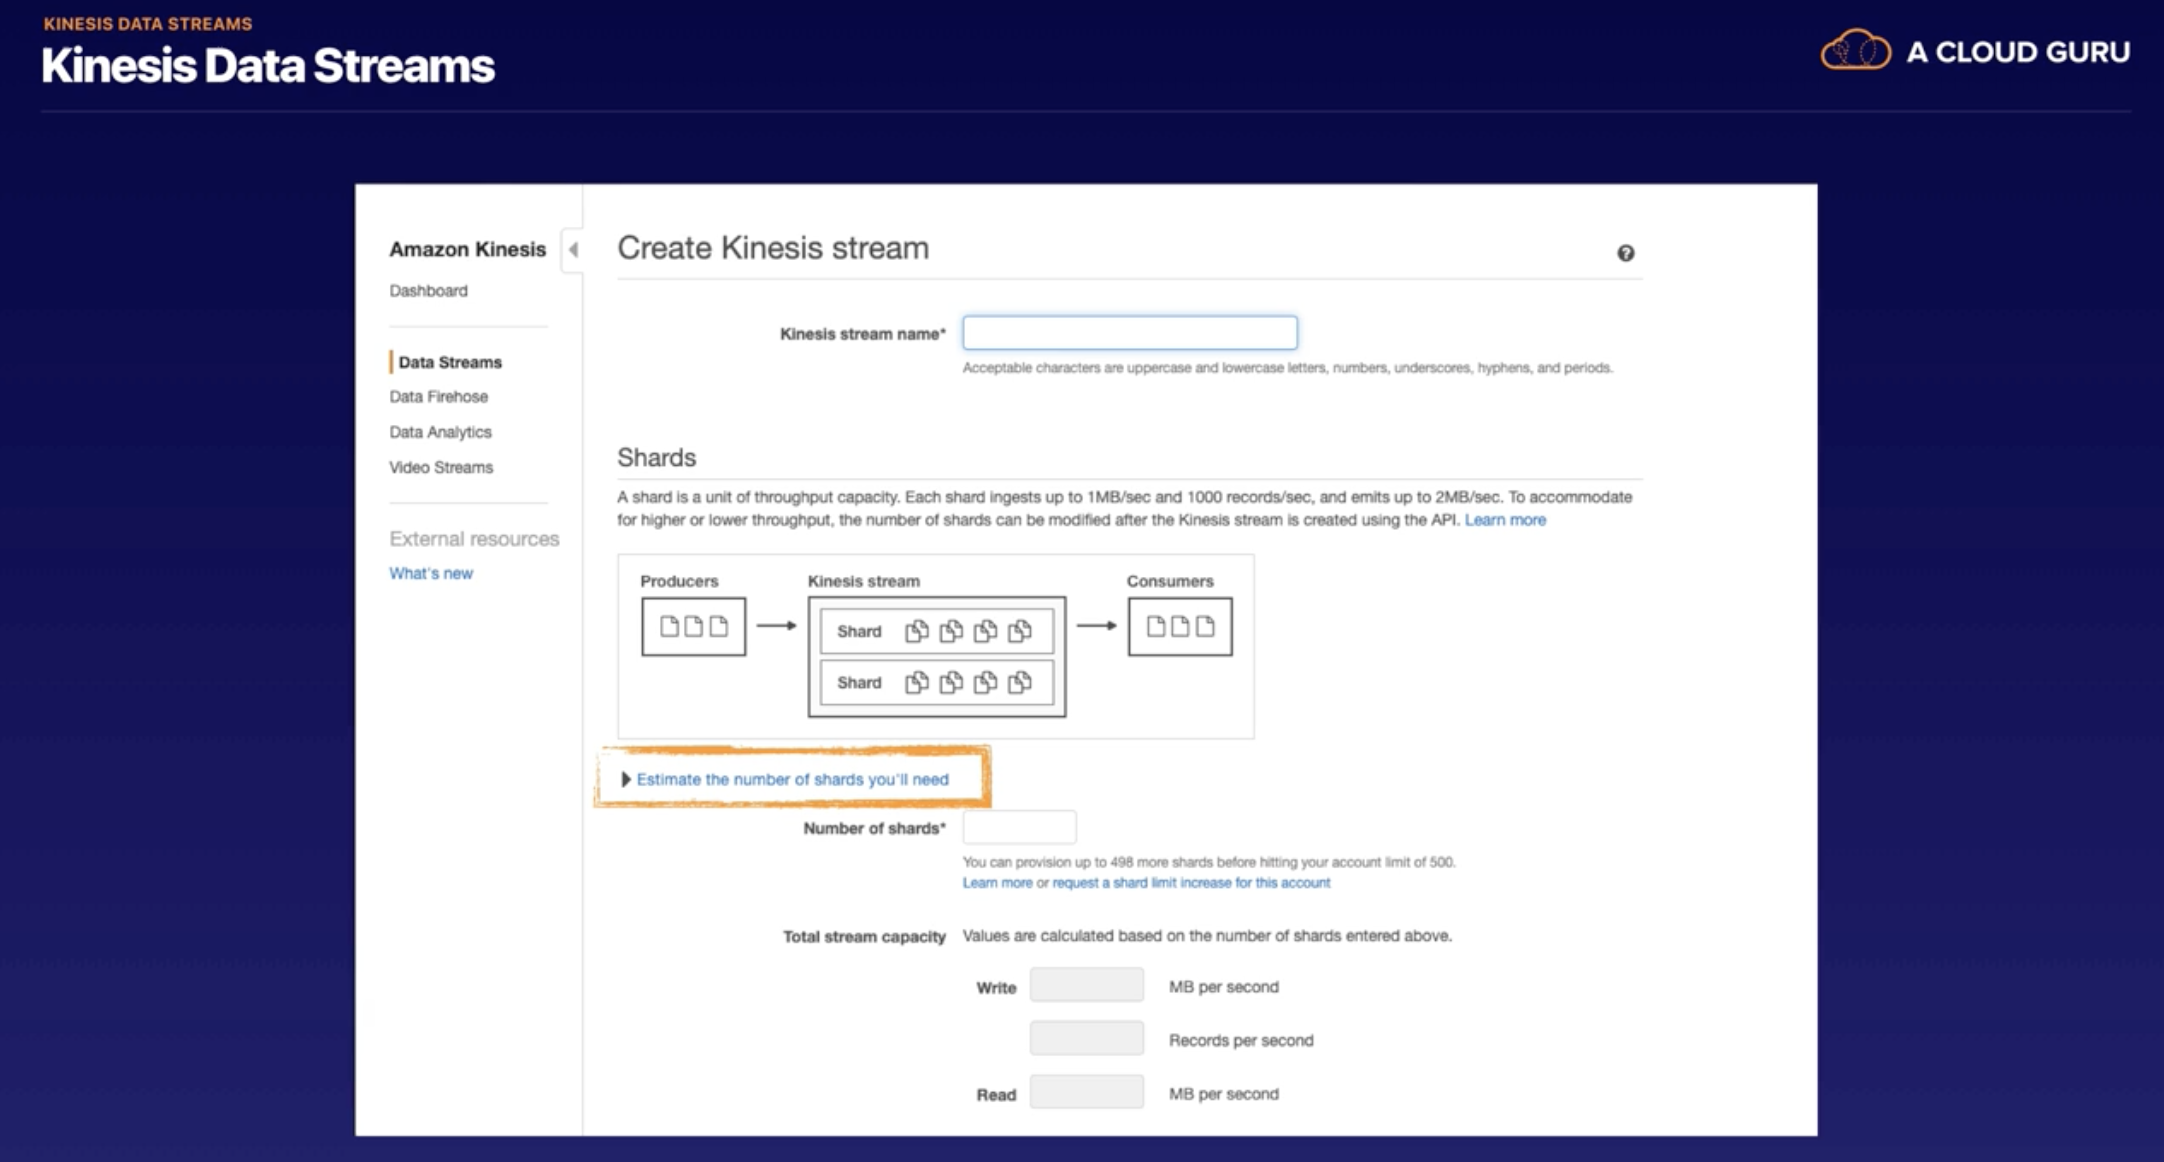 KINESIS DATA STREAMS
Kinesis Data Streams
A CLOUD GURU
Amazon Kinesis
Dashboard
Data Streams
Data Firehose
Data Analytics
Video Streams
External resources
What's new
Create Kinesis stream
Kinesis stream name*
Acceptable characters are uppercase and lowercase letters, numbers, underscores, hyphens, and periods.
Shards
A shard is a unit of throughput capacity. Each shard ingests up to 1MB/sec and 1000 records/sec, and emits up to 2MB/sec. To accommodate
for higher or lower throughput, the number of shards can be modified after the Kinesis stream is created using the API. Learn more
Producers
Kinesis stream
Consumers
Shard
Shard
Estimate the number of shards you'll need
Number of shards*
You can provision up to 498 more shards before hitting your account limit of 500.
Learn more or request a shard limit increase for this account
Total stream capacity Values are calculated based on the number of shards entered above.
Write MB per second
Records per second
Read MB per second